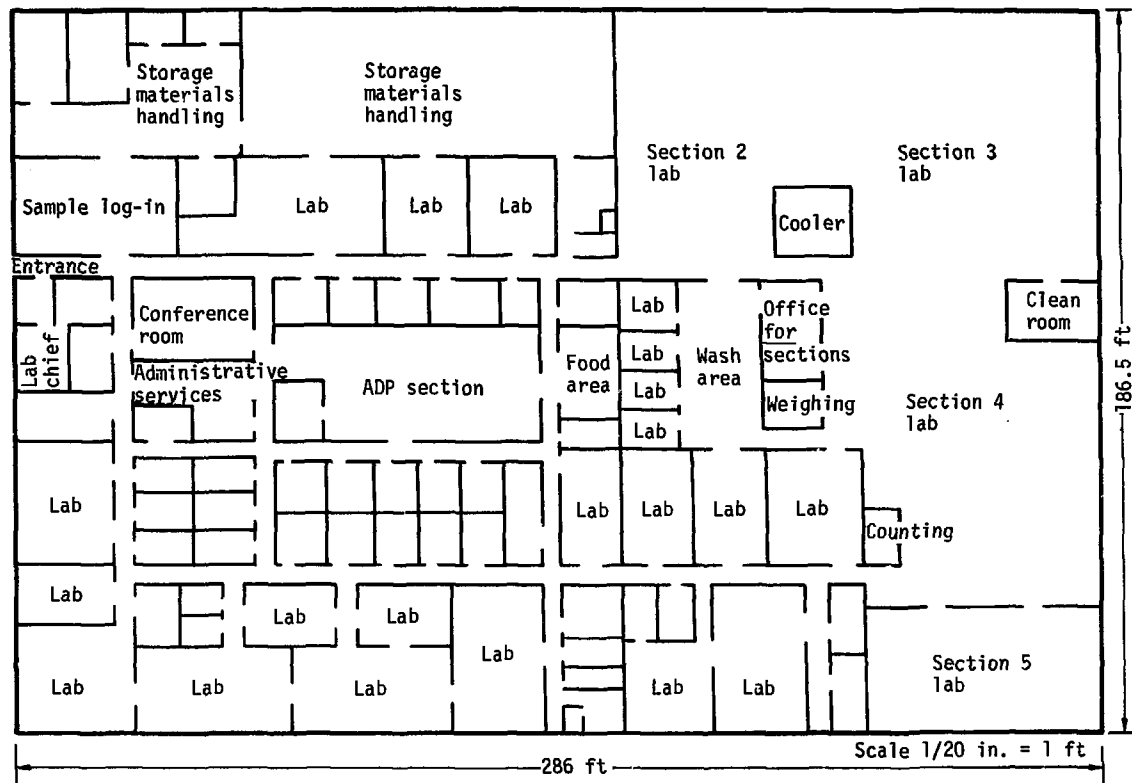 Storage
materials
handling
Storage
materials
handling
Section 2
lab
Section 3
lab
Sample log-in
Lab
Lab
Lab
Cooler
Entrance
Lab
chief
Conference
room
Administrative
services
ADP section
Food
area
Lab
Lab
Lab
Lab
Wash
area
Office
for
sections
Weighing
Clean
room
Section 4
lab
186.5 ft
Lab
Lab
Lab
Lab
Lab
Counting
Lab
Lab
Lab
Lab
Lab
Lab
Lab
Lab
Lab
Section 5
lab
Scale 1/20 in. = 1 ft
286 ft